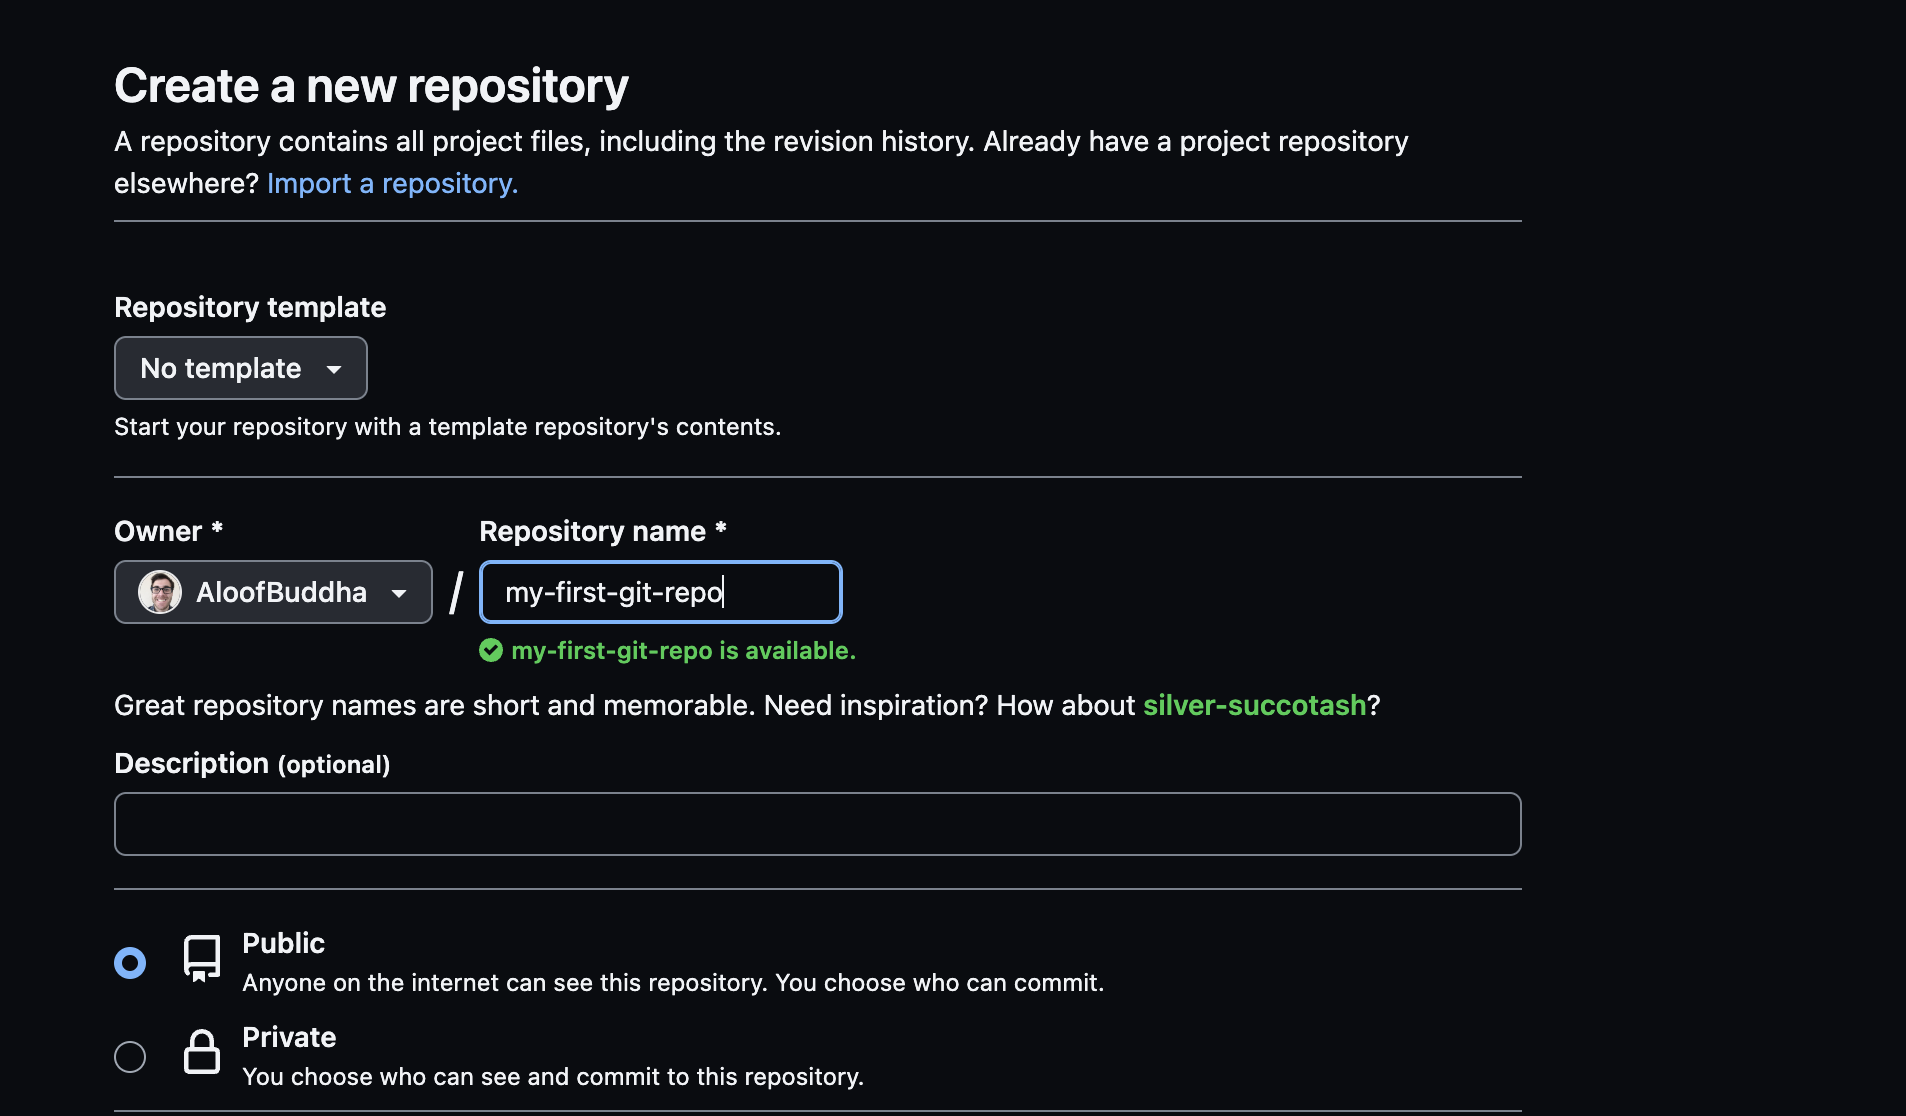 Create a new repository
A repository contains all project files, including the revision history. Already have a project repository
elsewhere? Import a repository.
Repository template
No template
Start your repository with a template repository's contents.
Owner *
Repository name *
AloofBuddha
/
my-first-git-repo
my-first-git-repo is available.
Great repository names are short and memorable. Need inspiration? How about silver-succotash?
Description (optional)
Public
Anyone on the internet can see this repository. You choose who can commit.
Private
You choose who can see and commit to this repository.